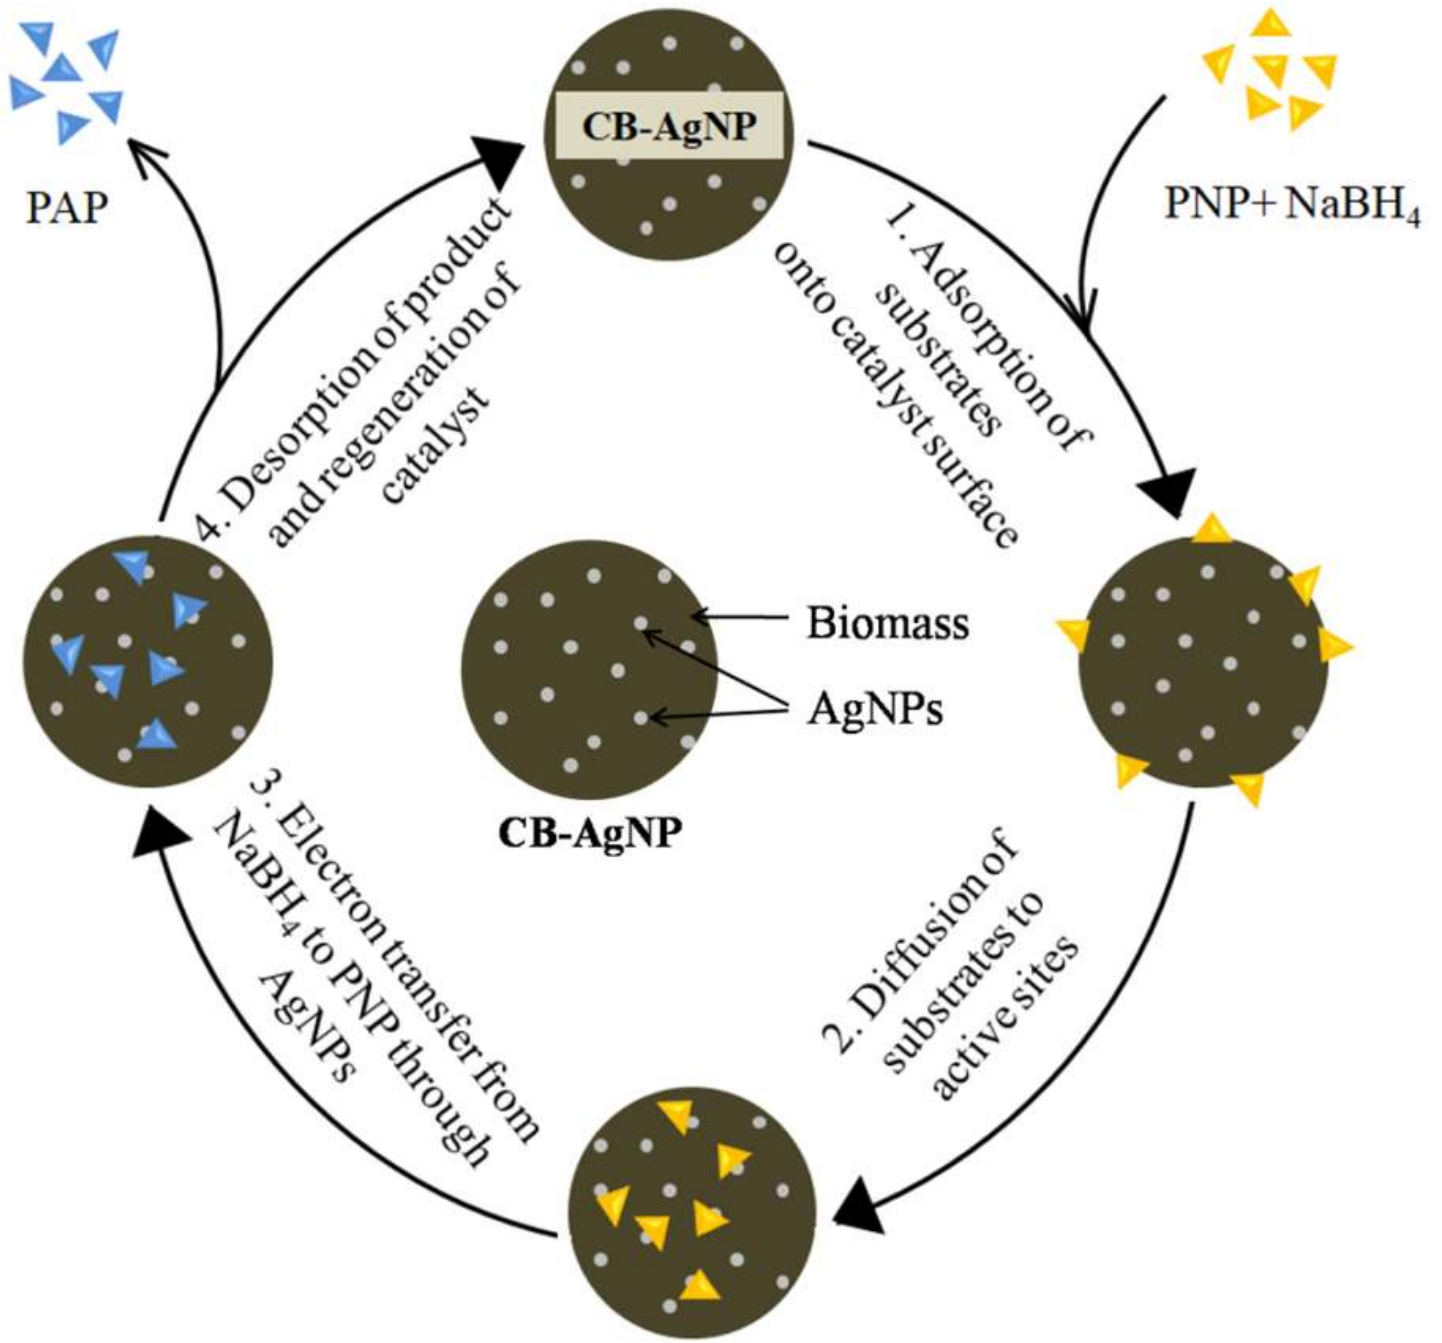 CB-AgNP
PAP
PNP+ NaBH₄
1. Adsorption of
substrates
onto catalyst surface
2. Diffusion of
substrates to
active sites
3. Electron transfer from
NaBH₄ to PNP through
AgNPs
4. Desorption of product
and regeneration of
catalyst
Biomass
AgNPs
CB-AgNP